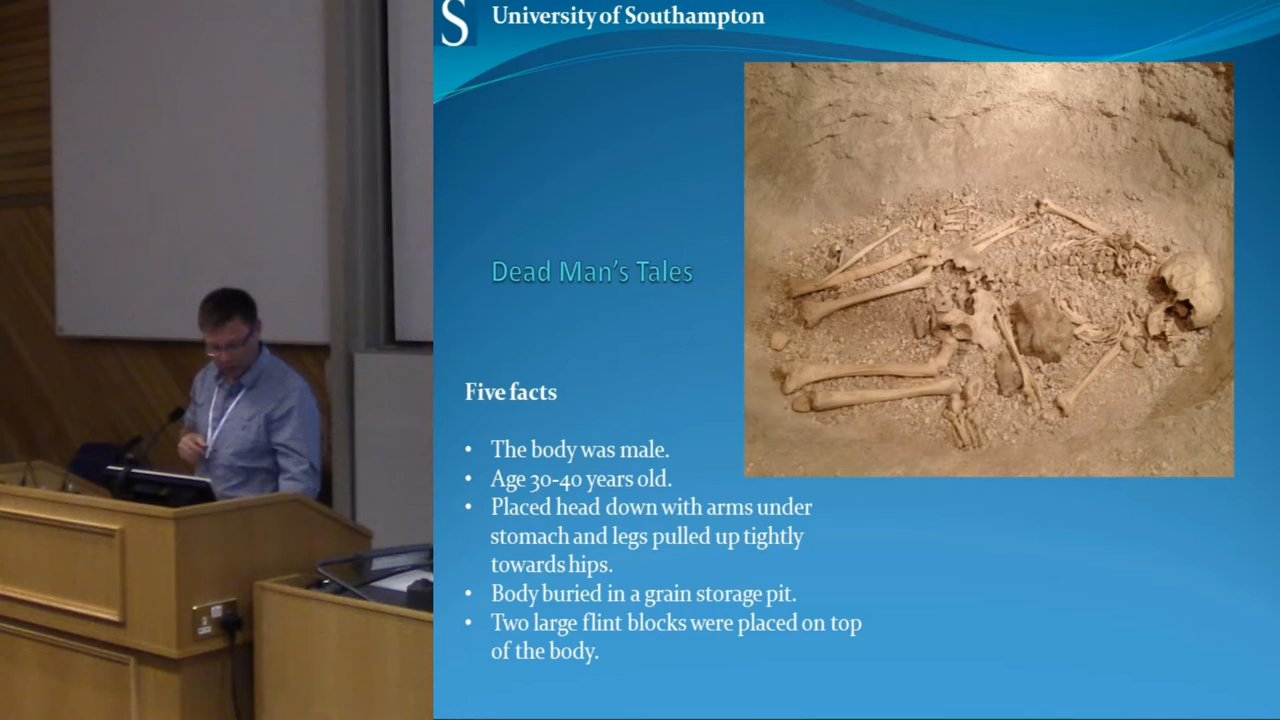 S University of Southampton
Dead Man's Tales
Five facts
• The body was male.
• Age 30-40 years old.
• Placed head down with arms under
stomach and legs pulled up tightly
towards hips.
• Body buried in a grain storage pit.
• Two large flint blocks were placed on top
of the body.